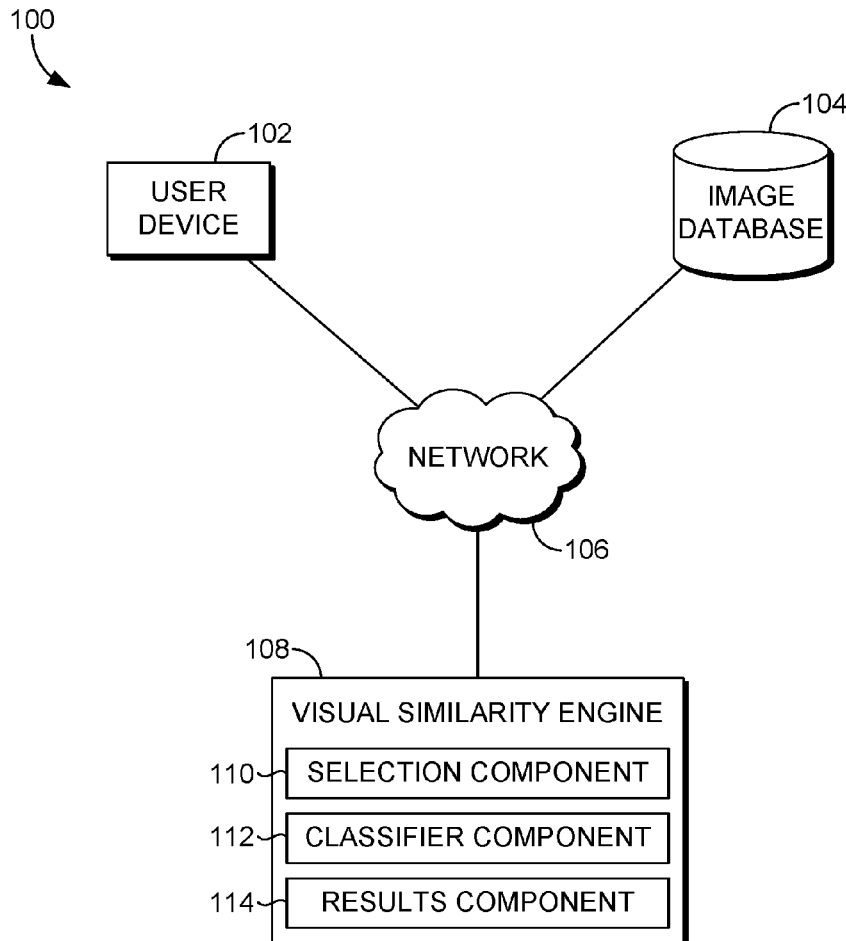 100
102
USER
DEVICE
104
IMAGE
DATABASE
NETWORK
106
108
VISUAL SIMILARITY ENGINE
110
SELECTION COMPONENT
112
CLASSIFIER COMPONENT
114
RESULTS COMPONENT